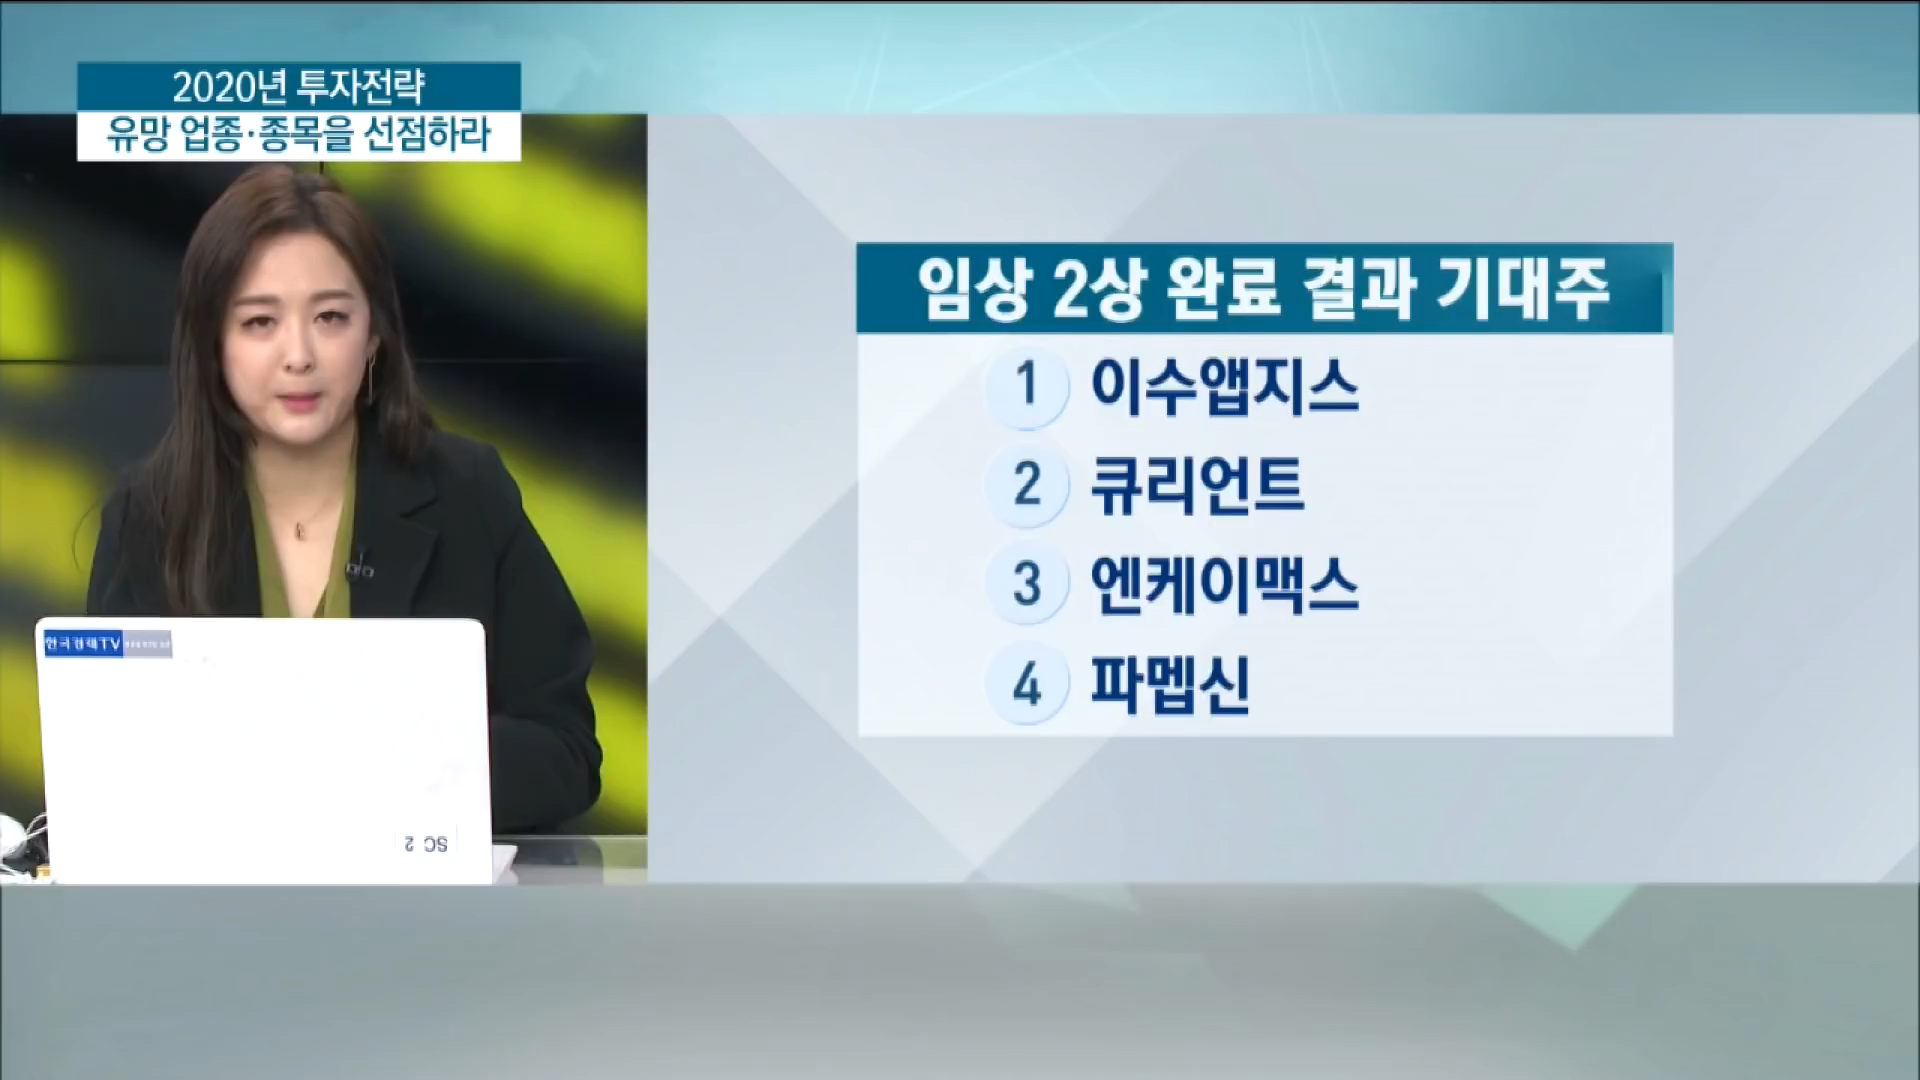 2020년 투자전략
유망 업종·종목을 선점하라
임상 2상 완료 결과 기대주
1 이수앱지스
2 큐리언트
3 엔케이맥스
4 파멥신
한국경제TV
SC 2